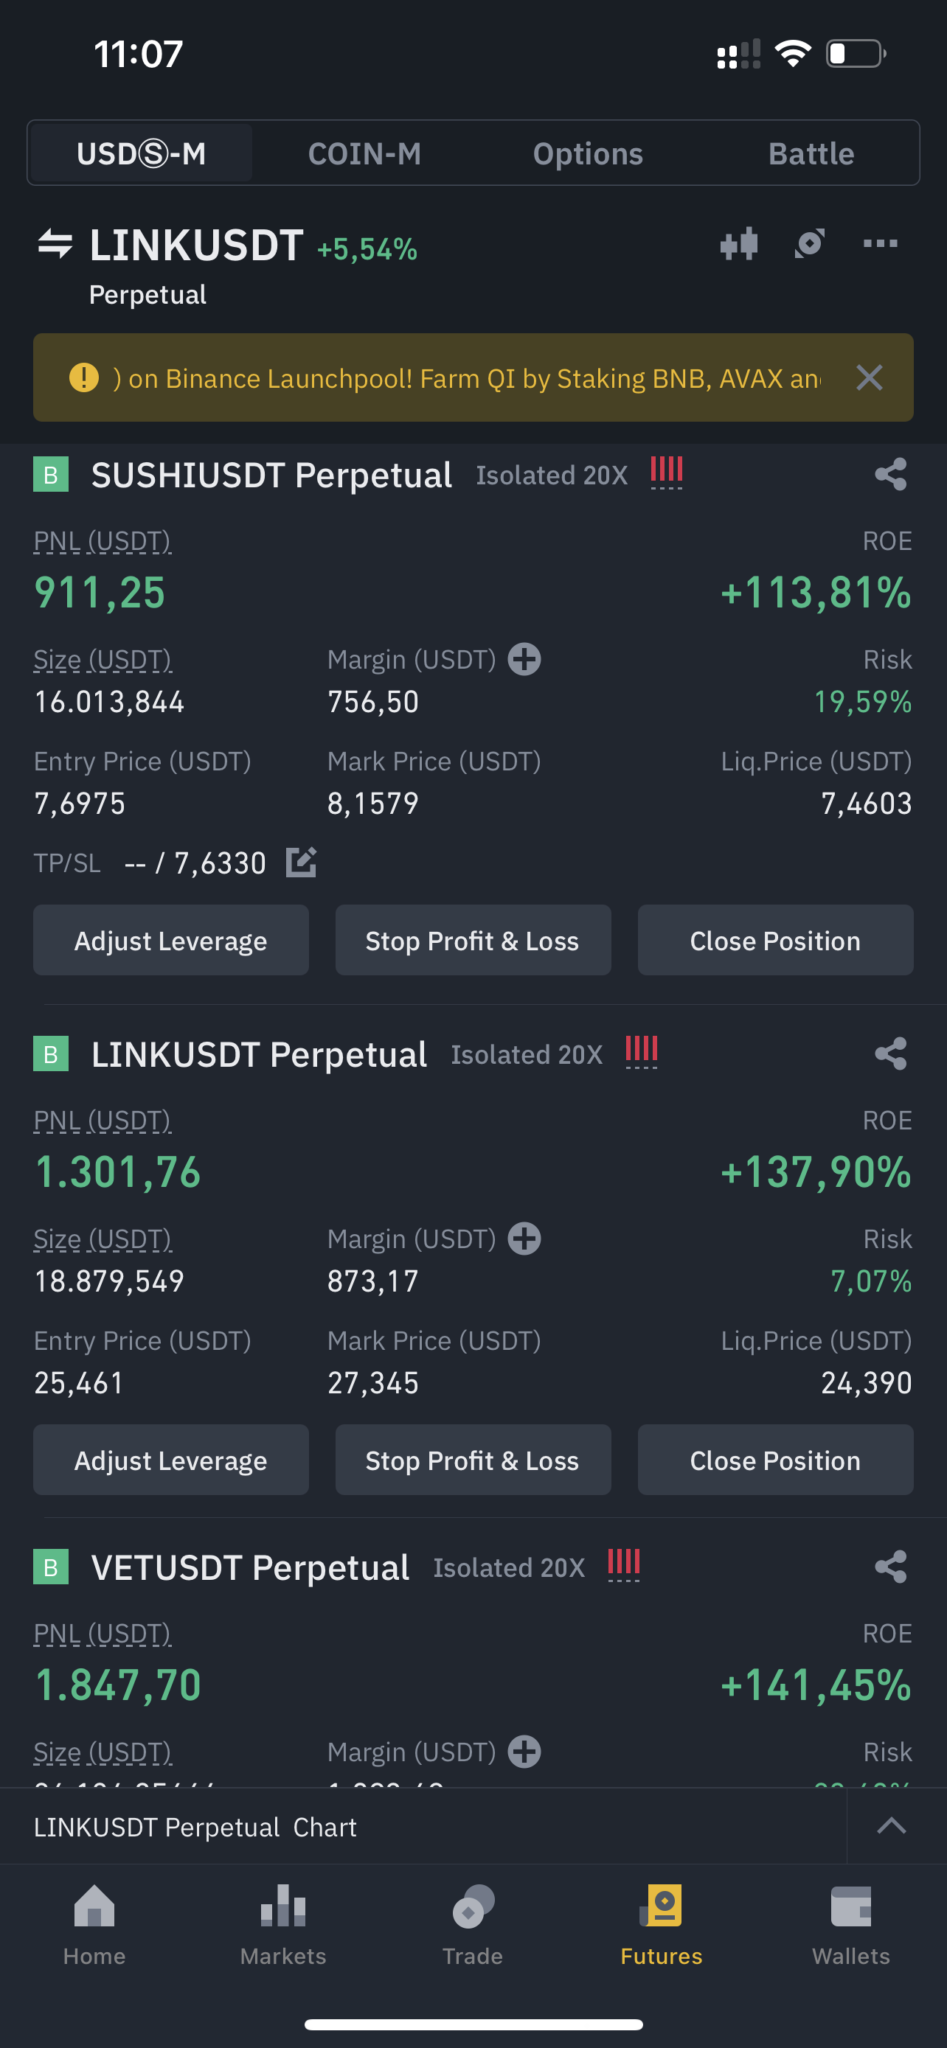 11:07
USDⓈ-M COIN-M Options Battle
LINKUSDT +5,54%
Perpetual
) on Binance Launchpool! Farm QI by Staking BNB, AVAX an
B SUSHIUSDT Perpetual Isolated 20X
PNL (USDT) ROE
911,25 +113,81%
Size (USDT) Margin (USDT) Risk
16.013,844 756,50 19,59%
Entry Price (USDT) Mark Price (USDT) Liq.Price (USDT)
7,6975 8,1579 7,4603
TP/SL -- / 7,6330
Adjust Leverage Stop Profit & Loss Close Position
B LINKUSDT Perpetual Isolated 20X
PNL (USDT) ROE
1.301,76 +137,90%
Size (USDT) Margin (USDT) Risk
18.879,549 873,17 7,07%
Entry Price (USDT) Mark Price (USDT) Liq.Price (USDT)
25,461 27,345 24,390
Adjust Leverage Stop Profit & Loss Close Position
B VETUSDT Perpetual Isolated 20X
PNL (USDT) ROE
1.847,70 +141,45%
Size (USDT) Margin (USDT) Risk
LINKUSDT Perpetual Chart
Home Markets Trade Futures Wallets